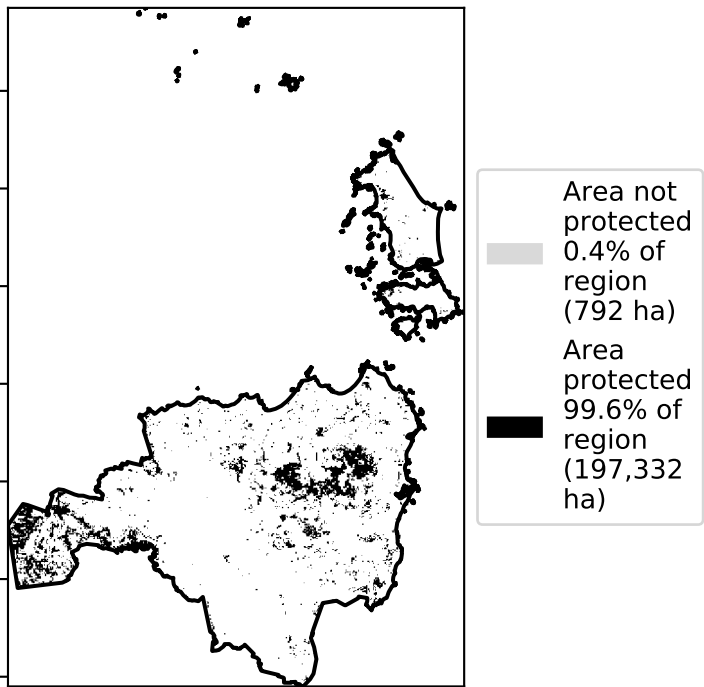 Area not
protected
0.4% of
region
(792 ha)
Area
protected
99.6% of
region
(197,332
ha)